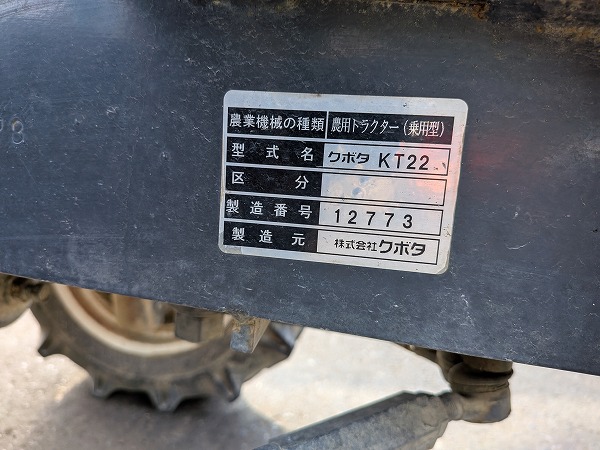 農業機械の種類 農用トラクター(乗用型)
型式名 クボタ KT22
区分
製造番号 12773
製造元 株式会社クボタ